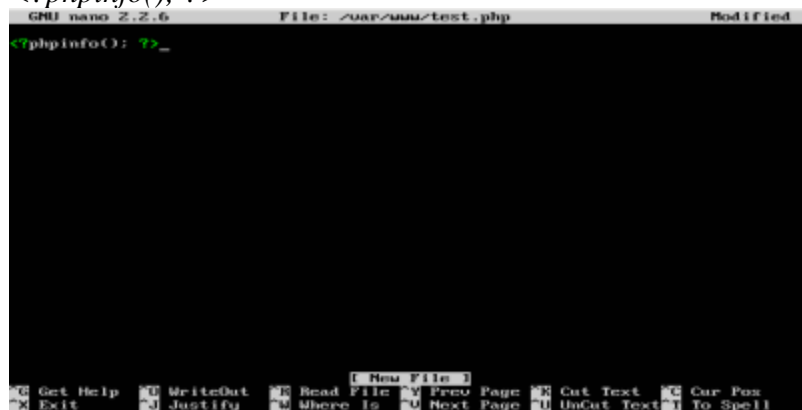 <?phpinfo(); ?>
GNU nano 2.2.6 File: /var/www/test.php Modified
<?phpinfo(); ?>_
[ New File ]
^G Get Help ^O WriteOut ^R Read File ^Y Prev Page ^K Cut Text ^C Cur Pos
^X Exit ^J Justify ^W Where Is ^V Next Page ^U UnCut Text ^T To Spell